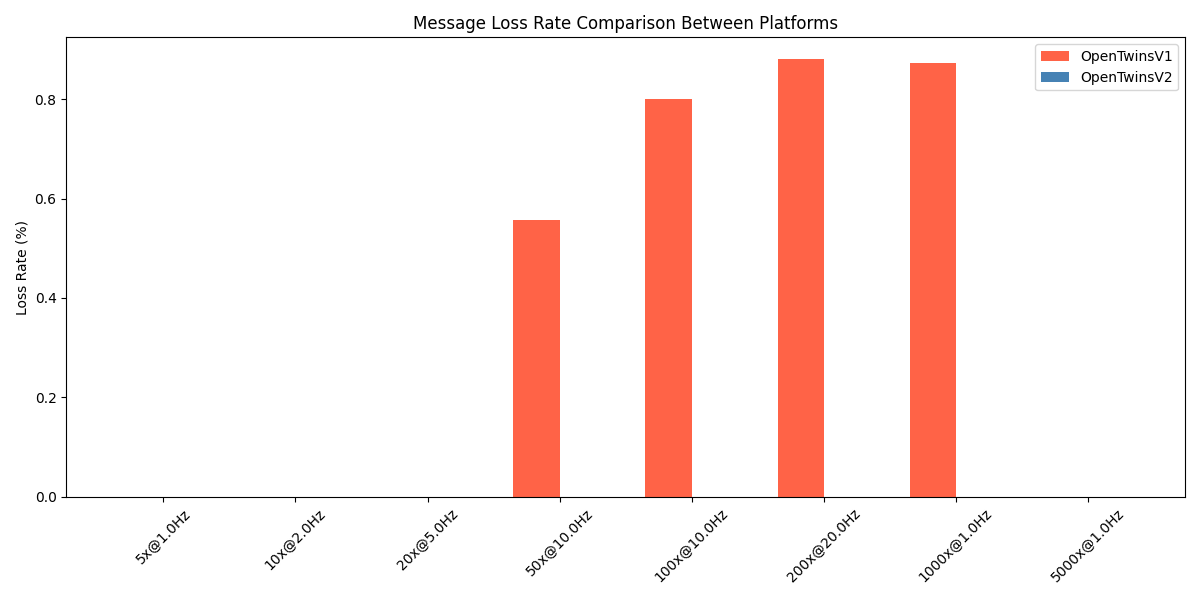 Message Loss Rate Comparison Between Platforms
OpenTwinsV1
OpenTwinsV2
Loss Rate (%)
0.8
0.6
0.4
0.2
0.0
5x@1.0Hz
10x@2.0Hz
20x@5.0Hz
50x@10.0Hz
100x@10.0Hz
200x@20.0Hz
1000x@1.0Hz
5000x@1.0Hz